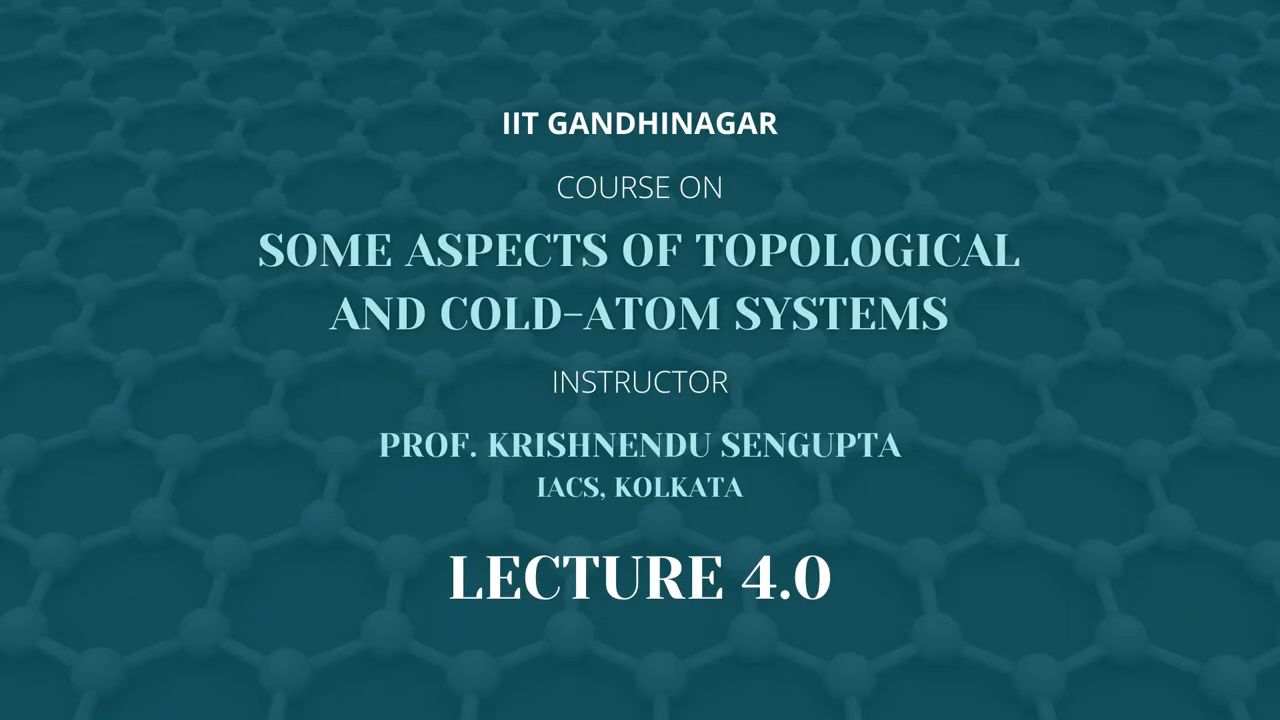 IIT GANDHINAGAR
COURSE ON
SOME ASPECTS OF TOPOLOGICAL
AND COLD-ATOM SYSTEMS
INSTRUCTOR
PROF. KRISHNENDU SENGUPTA
IACS, KOLKATA
LECTURE 4.0